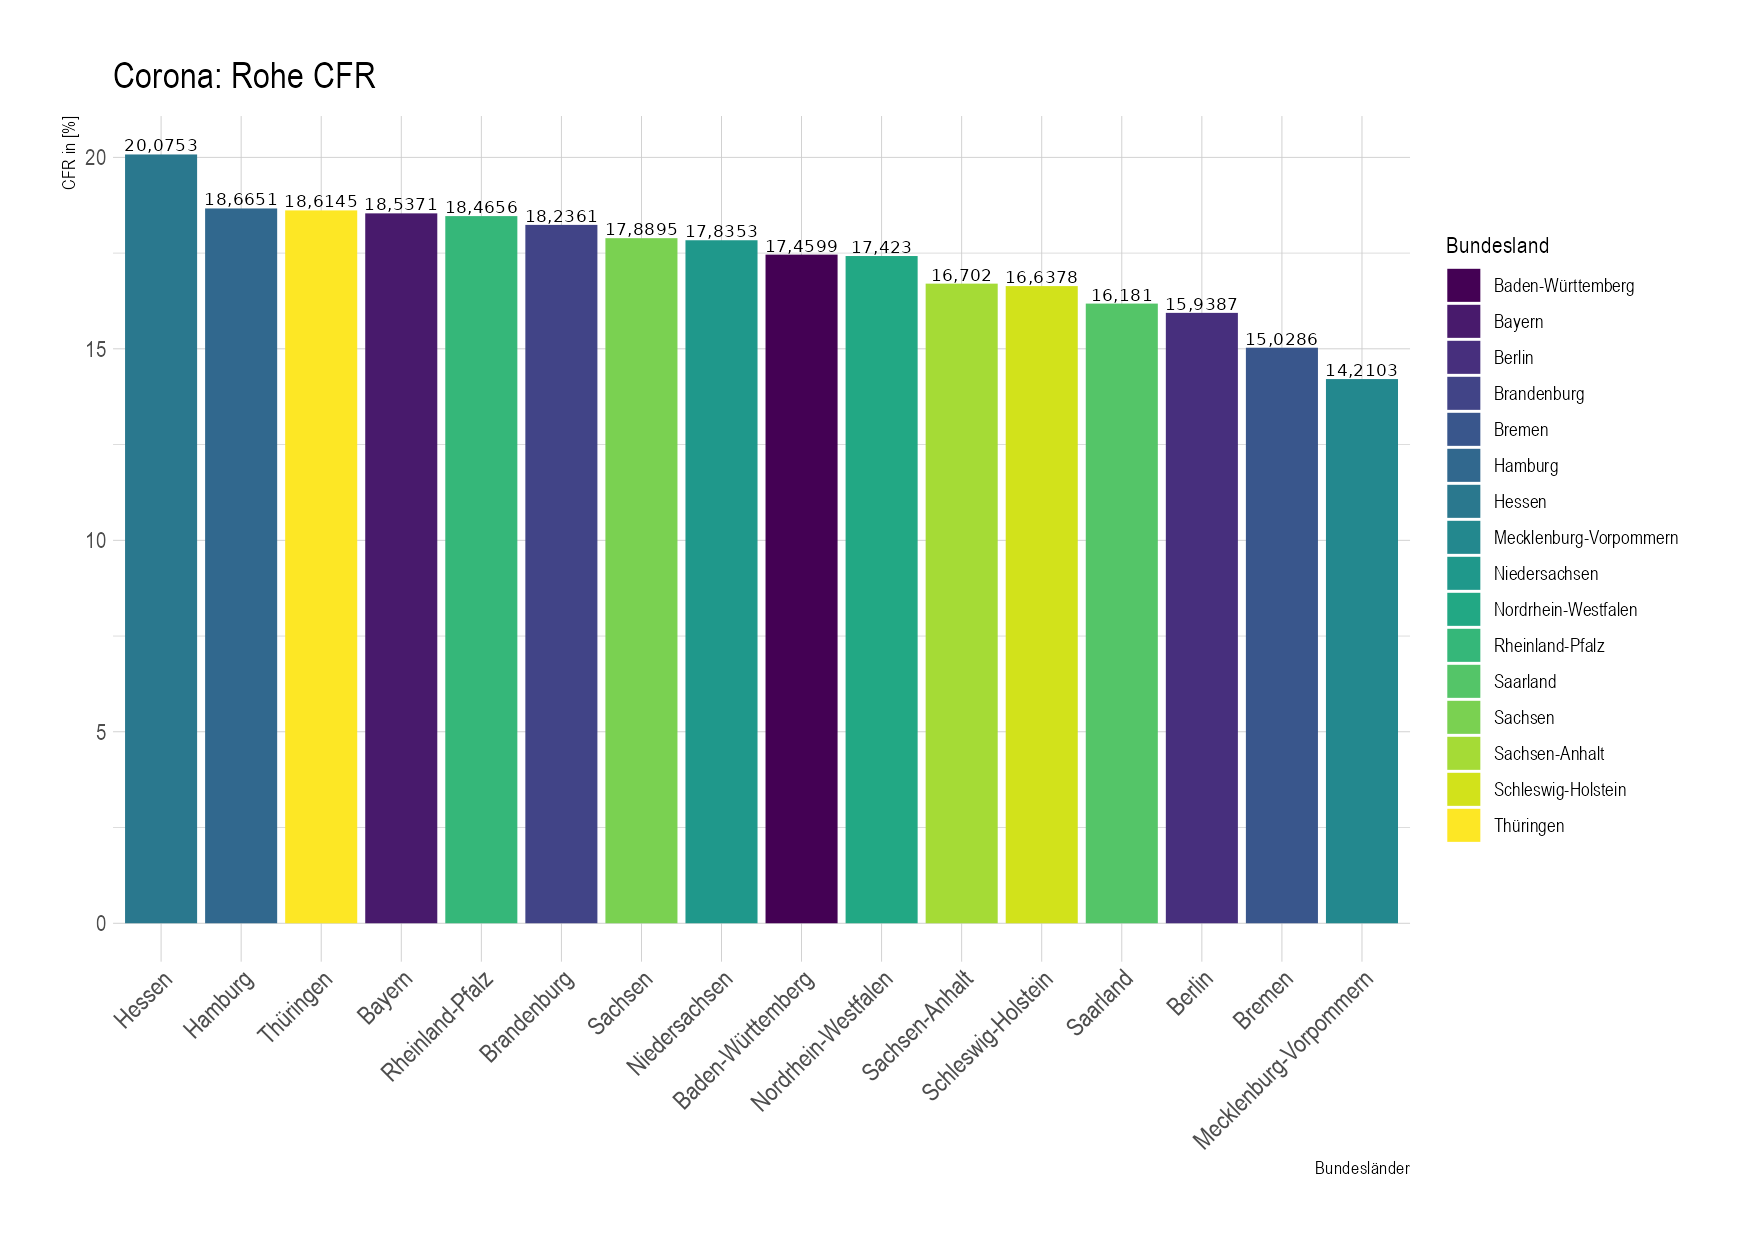 Corona: Rohe CFR
CFR in [%]
20
15
10
5
0
20,0753
18,6651
18,6145
18,5371
18,4656
18,2361
17,8895
17,8353
17,4599
17,423
16,702
16,6378
16,181
15,9387
15,0286
14,2103
Hessen
Hamburg
Thüringen
Bayern
Rheinland-Pfalz
Brandenburg
Sachsen
Niedersachsen
Baden-Württemberg
Nordrhein-Westfalen
Sachsen-Anhalt
Schleswig-Holstein
Saarland
Berlin
Bremen
Mecklenburg-Vorpommern
Bundesländer
Bundesland
Baden-Württemberg
Bayern
Berlin
Brandenburg
Bremen
Hamburg
Hessen
Mecklenburg-Vorpommern
Niedersachsen
Nordrhein-Westfalen
Rheinland-Pfalz
Saarland
Sachsen
Sachsen-Anhalt
Schleswig-Holstein
Thüringen